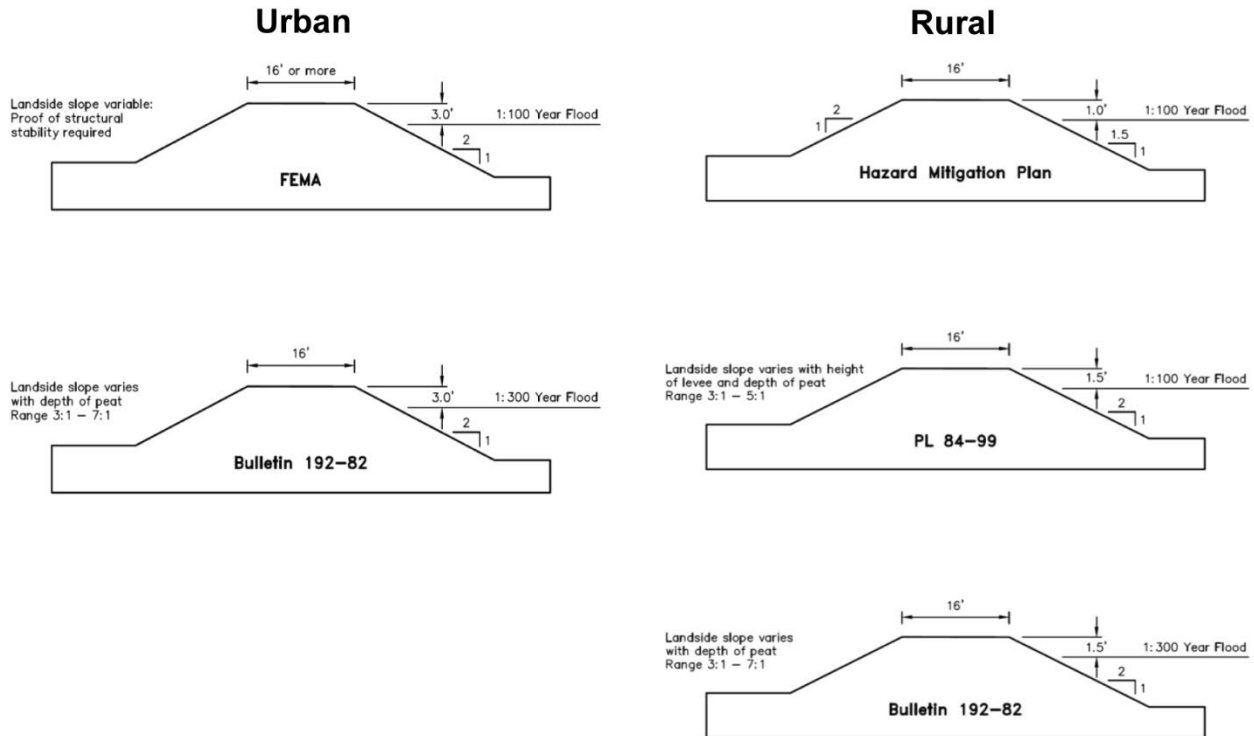 Urban
16' or more
Landside slope variable:
Proof of structural
stability required
3.0'
1:100 Year Flood
2
1
FEMA
16'
Landside slope varies
with depth of peat
Range 3:1 – 7:1
3.0'
1:300 Year Flood
2
1
Bulletin 192–82
Rural
16'
2
1
1.0'
1:100 Year Flood
1.5
1
Hazard Mitigation Plan
16'
Landside slope varies with height
of levee and depth of peat
Range 3:1 – 5:1
1.5'
1:100 Year Flood
2
1
PL 84–99
16'
Landside slope varies
with depth of peat
Range 3:1 – 7:1
1.5'
1:300 Year Flood
2
1
Bulletin 192–82